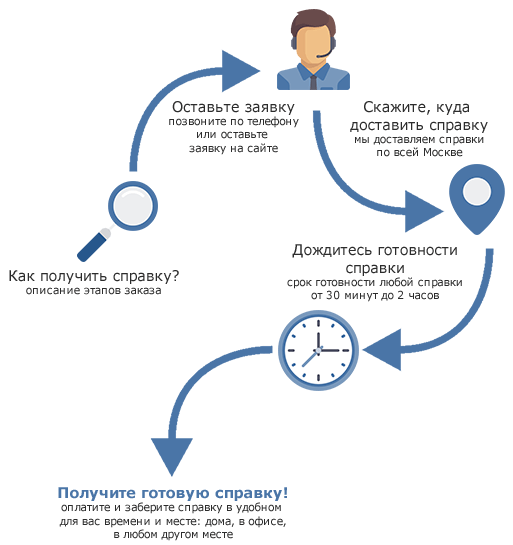 Как получить справку?
описание этапов заказа
Оставьте заявку
позвоните по телефону
или оставьте
заявку на сайте
Скажите, куда
доставить справку
мы доставляем справки
по всей Москве
Дождитесь готовности
справки
срок готовности любой справки
от 30 минут до 2 часов
Получите готовую справку!
оплатите и заберите справку в удобном
для вас времени и месте: дома, в офисе,
в любом другом месте